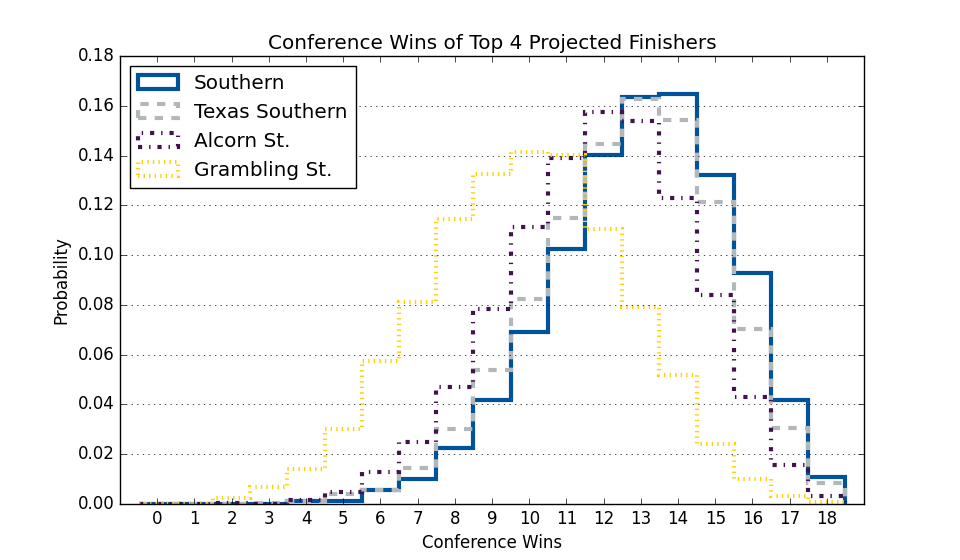 Conference Wins of Top 4 Projected Finishers
0.18
0.16
0.14
0.12
0.10
0.08
0.06
0.04
0.02
0.00
Probability
Southern
Texas Southern
Alcorn St.
Grambling St.
0 1 2 3 4 5 6 7 8 9 10 11 12 13 14 15 16 17 18
Conference Wins